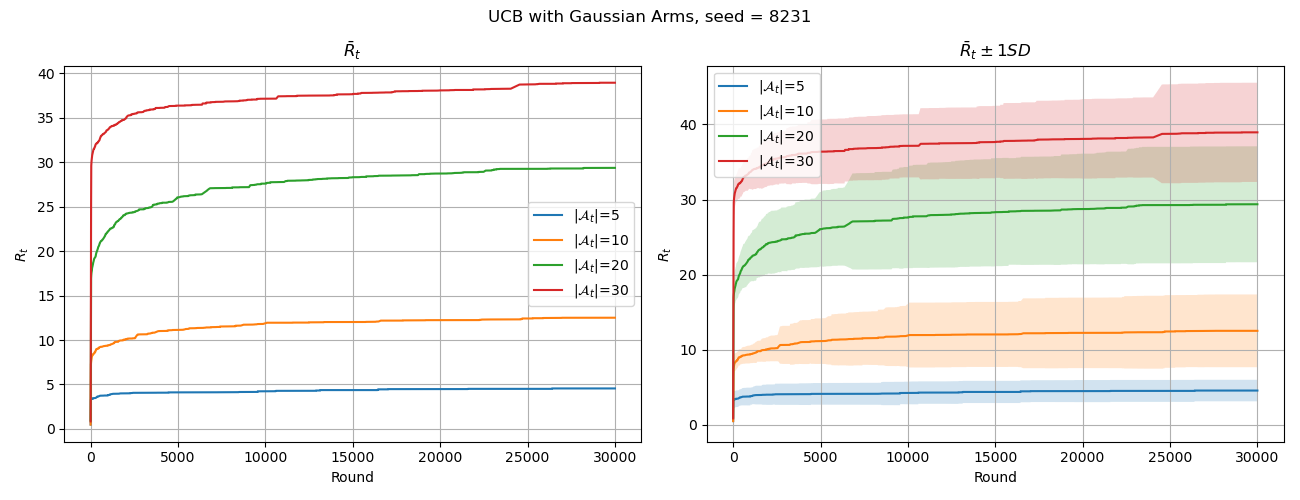 UCB with Gaussian Arms, seed = 8231
R̄ₜ
40
35
30
25
20
15
10
5
0
Rₜ
|𝒜ₜ|=5
|𝒜ₜ|=10
|𝒜ₜ|=20
|𝒜ₜ|=30
0 5000 10000 15000 20000 25000 30000
Round
R̄ₜ ± 1SD
|𝒜ₜ|=5
|𝒜ₜ|=10
|𝒜ₜ|=20
|𝒜ₜ|=30
40
30
20
10
0
Rₜ
0 5000 10000 15000 20000 25000 30000
Round